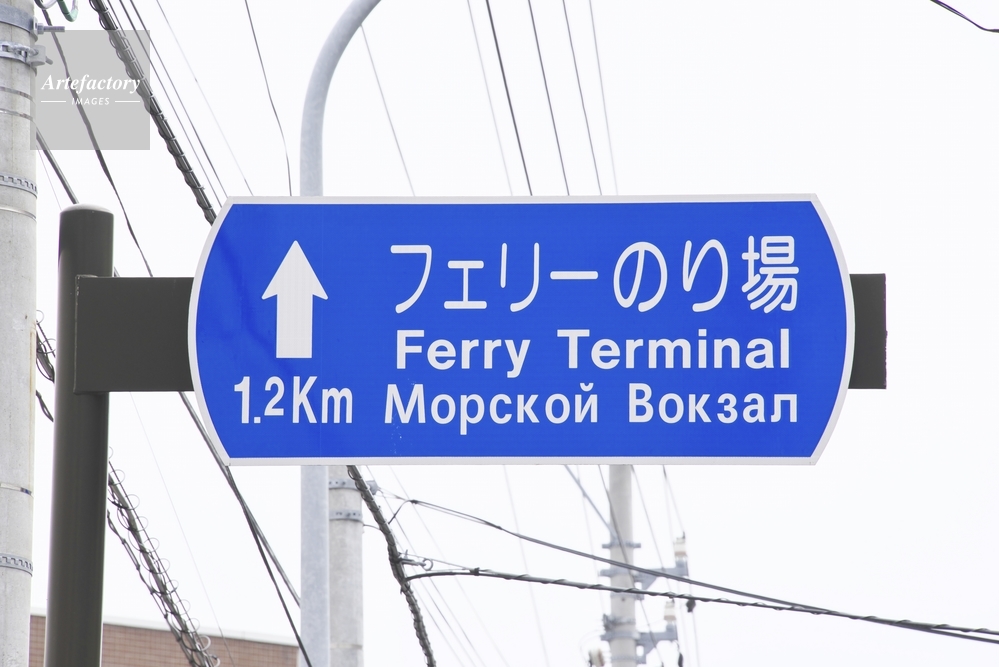 Artefactory
IMAGES
フェリーのり場
Ferry Terminal
1.2Km
Морской Вокзал